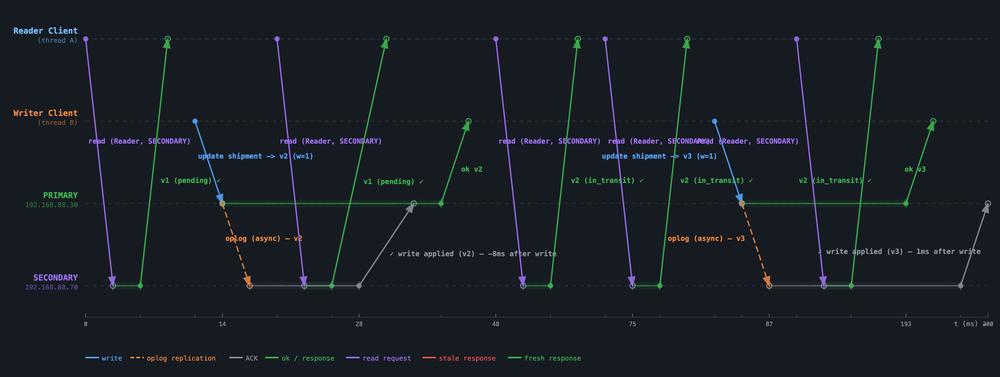 Reader Client
(thread A)
Writer Client
(thread B)
read (Reader, SECONDARY)
read (Reader, SECONDARY)
read (Reader, SECONDARY)
read (Reader, SECONDARY)
read (Reader, SECONDARY)
update shipment —> v2 (w=1)
update shipment —> v3 (w=1)
ok v2
ok v3
v1 (pending) ✓
v1 (pending) ✓
v2 (in_transit) ✓
v2 (in_transit) ✓
v2 (in_transit) ✓
PRIMARY
192.168.88.30
oplog (async) — v2
oplog (async) — v3
✓ write applied (v2) — -8ms after write
✓ write applied (v3) — 1ms after write
SECONDARY
192.168.88.70
0 14 28 48 75 87 193 t (ms) → 200
write oplog replication ACK ok / response read request stale response fresh response